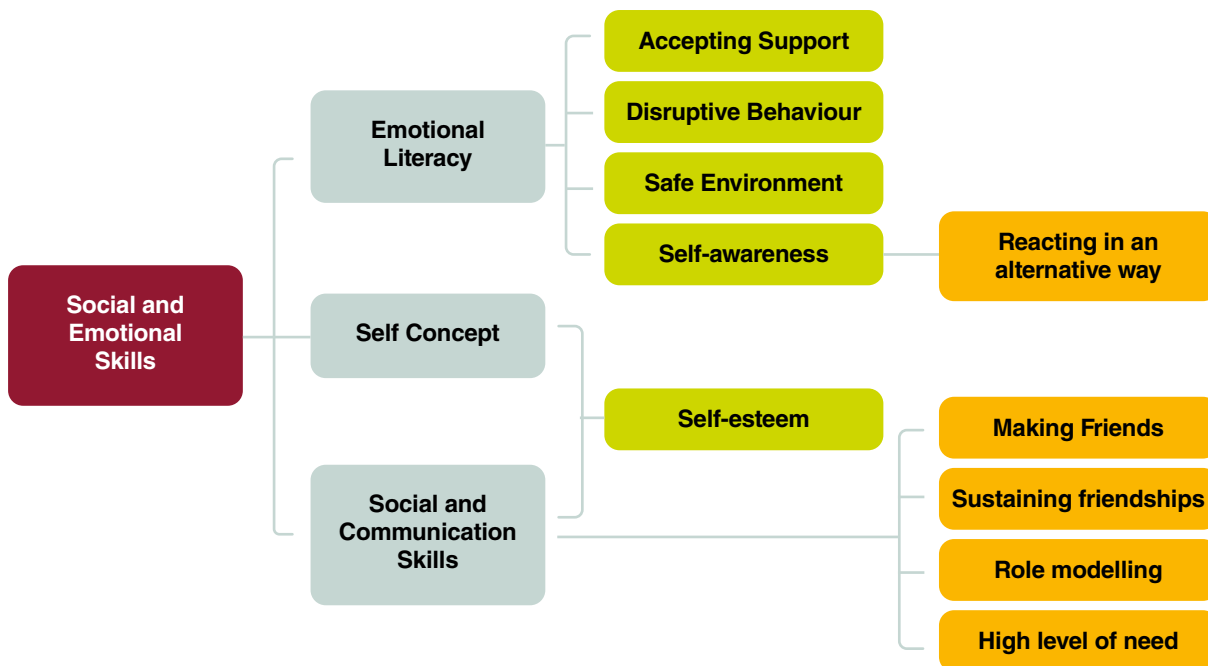 Social and
Emotional
Skills
Emotional
Literacy
Self Concept
Social and
Communication
Skills
Accepting Support
Disruptive Behaviour
Safe Environment
Self-awareness
Self-esteem
Reacting in an
alternative way
Making Friends
Sustaining friendships
Role modelling
High level of need